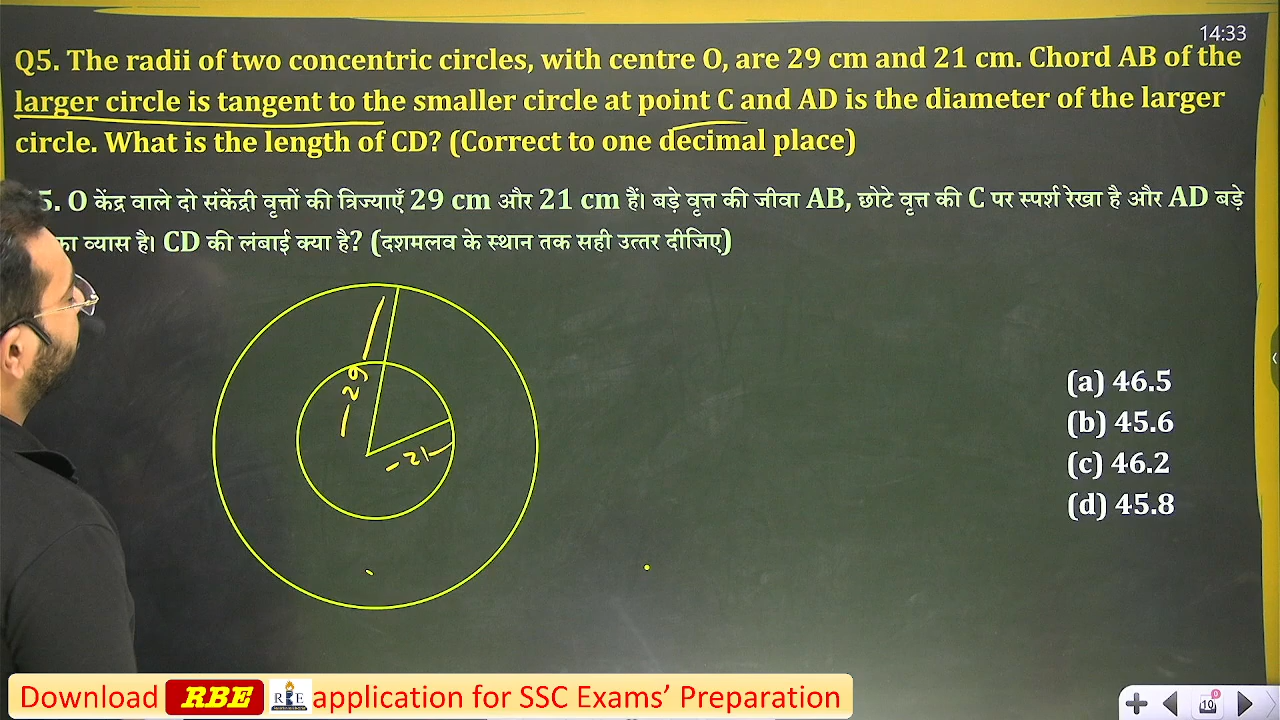 14:33
Q5. The radii of two concentric circles, with centre O, are 29 cm and 21 cm. Chord AB of the
larger circle is tangent to the smaller circle at point C and AD is the diameter of the larger
circle. What is the length of CD? (Correct to one decimal place)
5. O केंद्र वाले दो संकेंद्री वृत्तों की त्रिज्याएँ 29 cm और 21 cm हैं। बड़े वृत्त की जीवा AB, छोटे वृत्त की C पर स्पर्श रेखा है और AD बड़े
का व्यास है। CD की लंबाई क्या है? (दशमलव के स्थान तक सही उत्तर दीजिए)
29
21
(a) 46.5
(b) 45.6
(c) 46.2
(d) 45.8
Download RBE RBE application for SSC Exams' Preparation
10